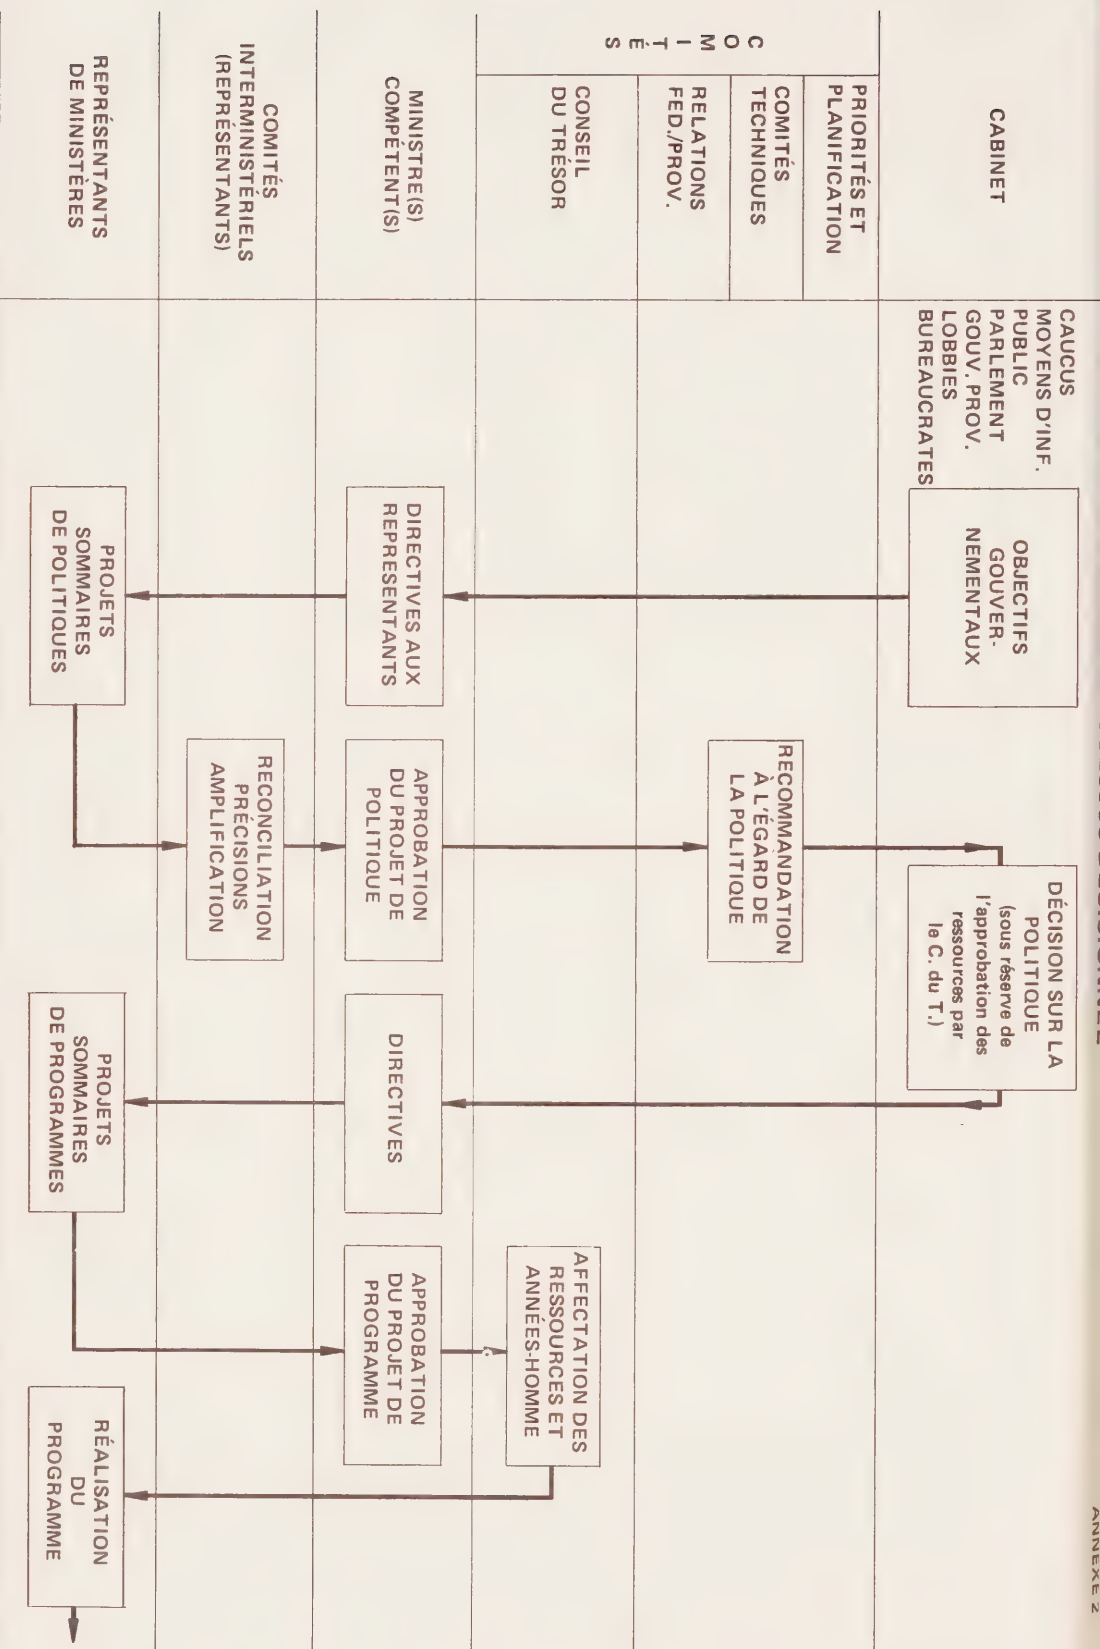 ANNEXE 2
CABINET
COMITÉS
PRIORITÉS ET
PLANIFICATION
COMITÉS
TECHNIQUES
RELATIONS
FED./PROV.
CONSEIL
DU TRÉSOR
MINISTRE(S)
COMPÉTENT(S)
COMITÉS
INTERMINISTÉRIELS
(REPRÉSENTANTS)
REPRÉSENTANTS
DE MINISTÈRES
CAUCUS
MOYENS D'INF.
PUBLIC
PARLEMENT
GOUV. PROV.
LOBBIES
BUREAUCRATES
OBJECTIFS
GOUVER-
NEMENTAUX
DIRECTIVES AUX
REPRESENTANTS
PROJETS
SOMMAIRES
DE POLITIQUES
RECONCILIATION
PRÉCISIONS
AMPLIFICATION
APPROBATION
DU PROJET DE
POLITIQUE
RECOMMANDATION
À L'ÉGARD DE
LA POLITIQUE
DÉCISION SUR LA
POLITIQUE
(sous réserve de
l'approbation des
ressources par
le C. du T.)
DIRECTIVES
PROJETS
SOMMAIRES
DE PROGRAMMES
APPROBATION
DU PROJET DE
PROGRAMME
AFFECTATION DES
RESSOURCES ET
ANNÉES-HOMME
RÉALISATION
DU
PROGRAMME